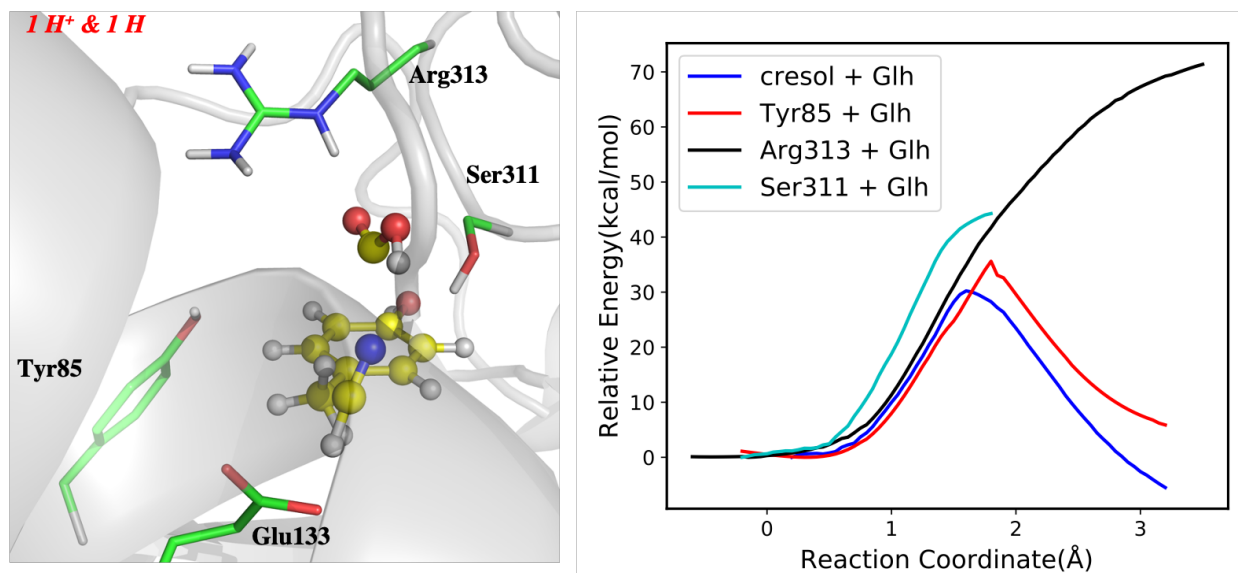 1 H⁺ & 1 H
Arg313
Ser311
Tyr85
Glu133
cresol + Glh
Tyr85 + Glh
Arg313 + Glh
Ser311 + Glh
Relative Energy(kcal/mol)
70
60
50
40
30
20
10
0
0 1 2 3
Reaction Coordinate(Å)